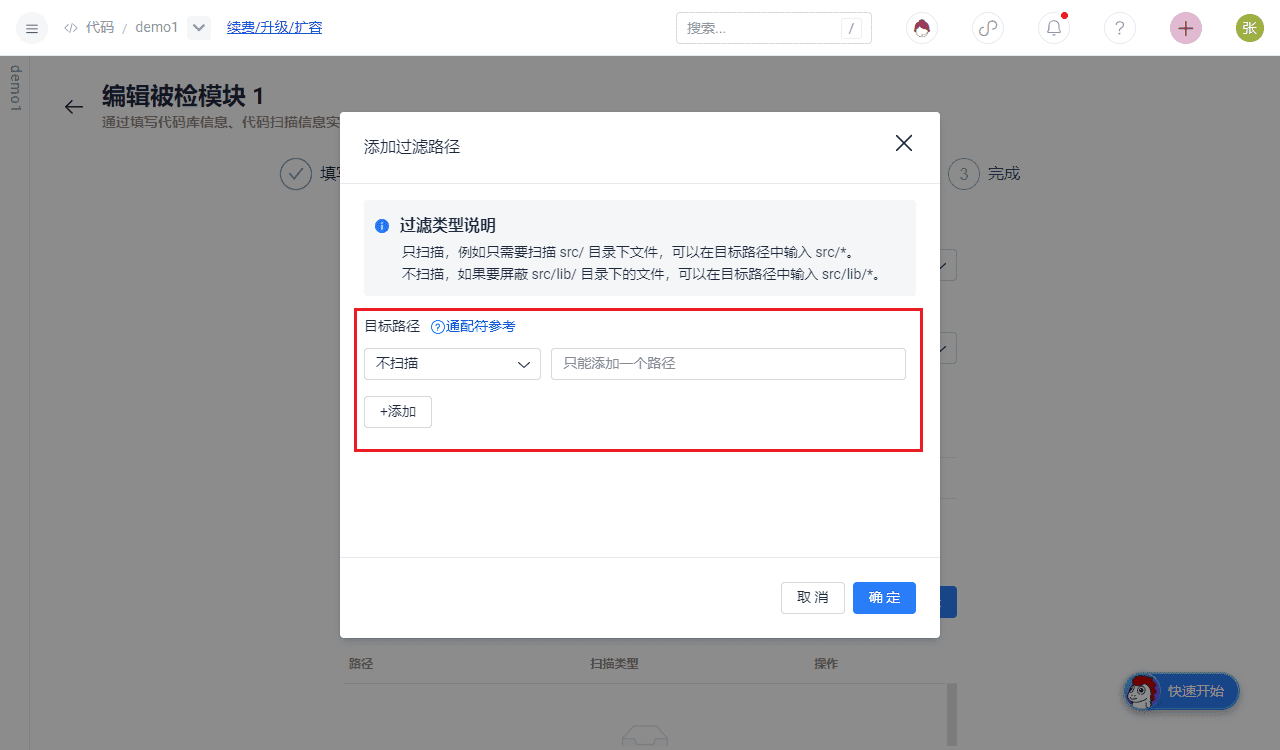 代码 / demo1 续费/升级/扩容 搜索... / ? + 张
demo1
编辑被检模块 1
通过填写代码库信息、代码扫描信息实
填写
3 完成
添加过滤路径
过滤类型说明
只扫描，例如只需要扫描 src/ 目录下文件，可以在目标路径中输入 src/*。
不扫描，如果要屏蔽 src/lib/ 目录下的文件，可以在目标路径中输入 src/lib/*。
目标路径 ?通配符参考
不扫描 只能添加一个路径
+添加
取 消 确 定
路径 扫描类型 操作
快速开始